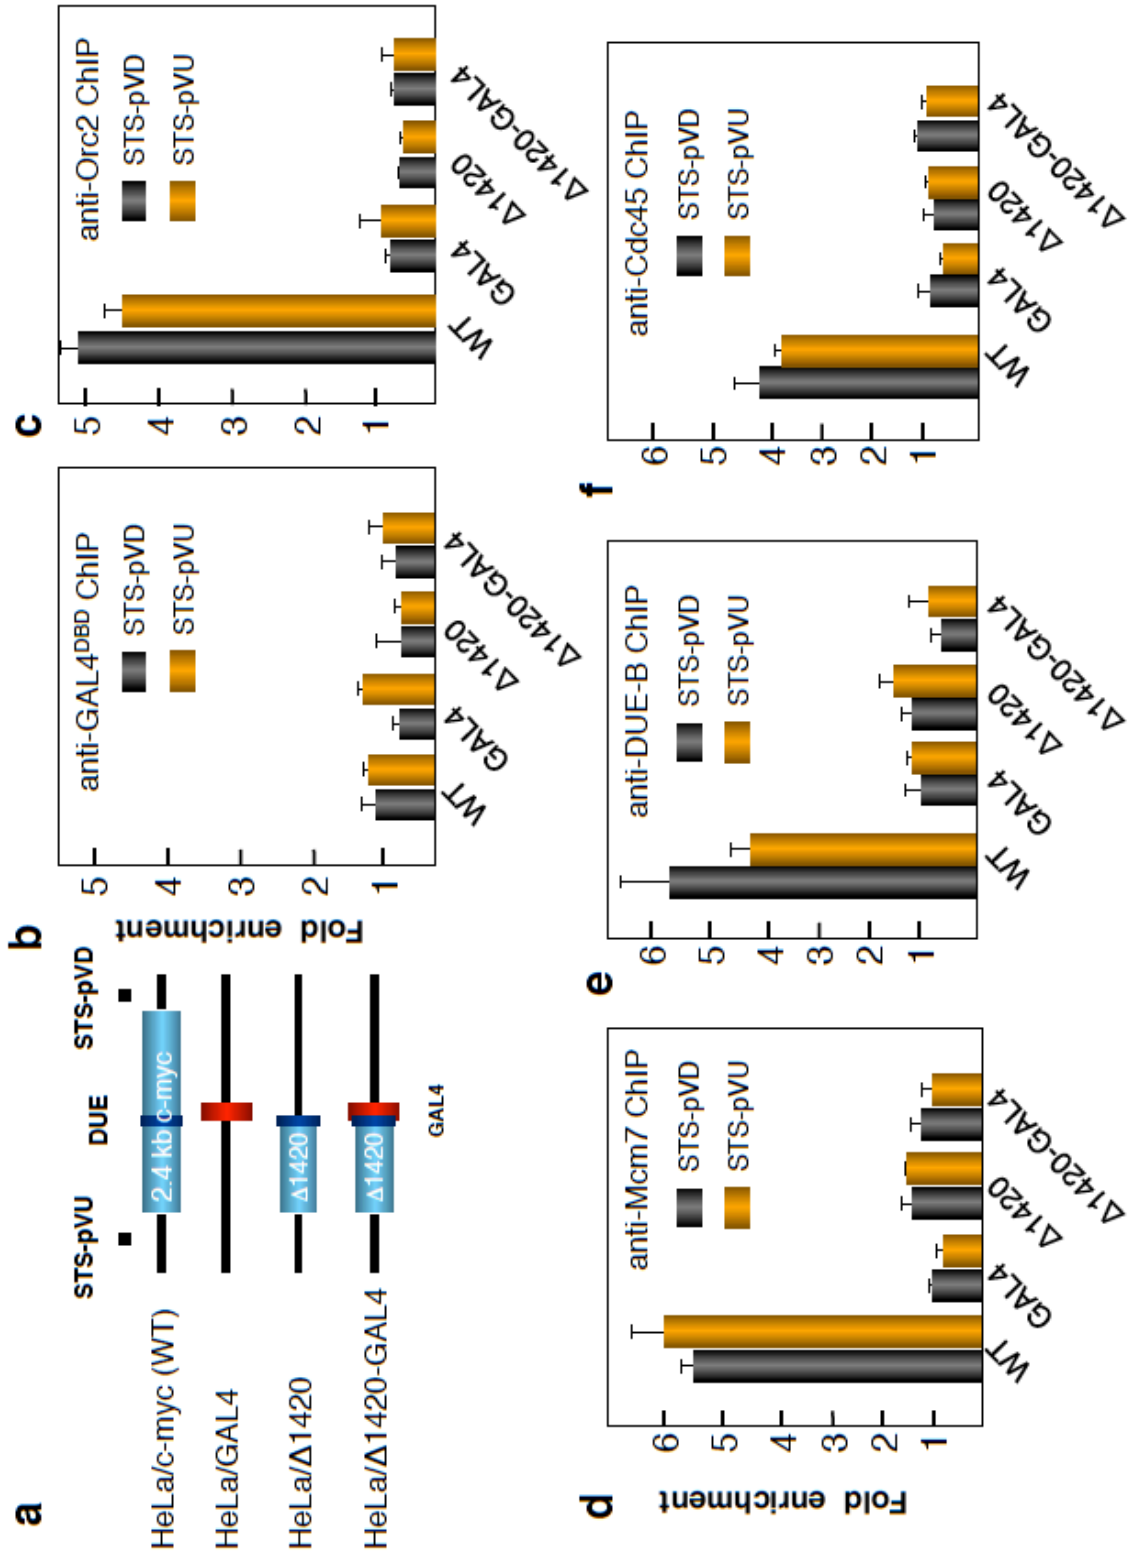 a
STS-pVU DUE STS-pVD
HeLa/c-myc (WT)
2.4 kb c-myc
HeLa/GAL4
HeLa/Δ1420
Δ1420
HeLa/Δ1420-GAL4
Δ1420
GAL4
b
Fold enrichment
anti-GAL4DBD ChIP
STS-pVD
STS-pVU
5
4
3
2
1
WT GAL4 Δ1420 Δ1420-GAL4
c
anti-Orc2 ChIP
STS-pVD
STS-pVU
5
4
3
2
1
WT GAL4 Δ1420 Δ1420-GAL4
d
Fold enrichment
anti-Mcm7 ChIP
STS-pVD
STS-pVU
6
5
4
3
2
1
WT GAL4 Δ1420 Δ1420-GAL4
e
anti-DUE-B ChIP
STS-pVD
STS-pVU
6
5
4
3
2
1
WT GAL4 Δ1420 Δ1420-GAL4
f
anti-Cdc45 ChIP
STS-pVD
STS-pVU
6
5
4
3
2
1
WT GAL4 Δ1420 Δ1420-GAL4